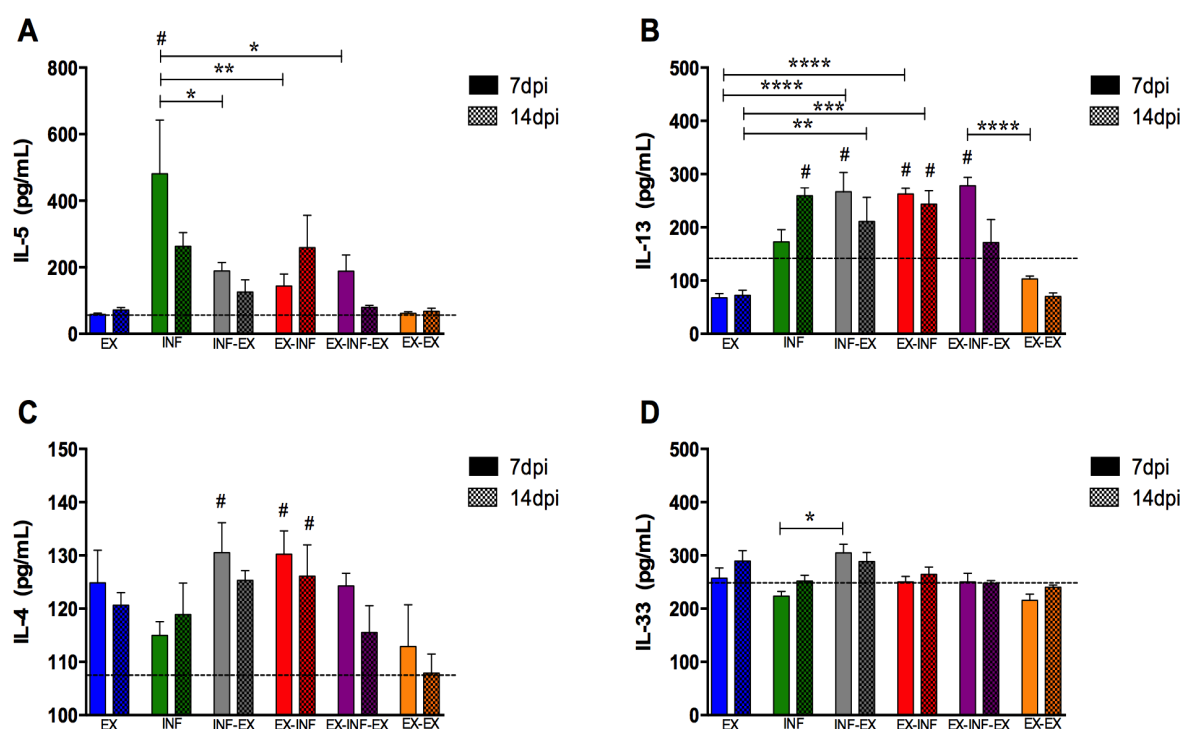 A
#
*
**
*
IL-5 (pg/mL)
800
600
400
200
0
EX INF INF-EX EX-INF EX-INF-EX EX-EX
7dpi
14dpi
B
****
****
***
**
****
# # # # #
IL-13 (pg/mL)
500
400
300
200
100
0
EX INF INF-EX EX-INF EX-INF-EX EX-EX
7dpi
14dpi
C
# # #
IL-4 (pg/mL)
150
140
130
120
110
100
EX INF INF-EX EX-INF EX-INF-EX EX-EX
7dpi
14dpi
D
*
IL-33 (pg/mL)
500
400
300
200
100
0
EX INF INF-EX EX-INF EX-INF-EX EX-EX
7dpi
14dpi